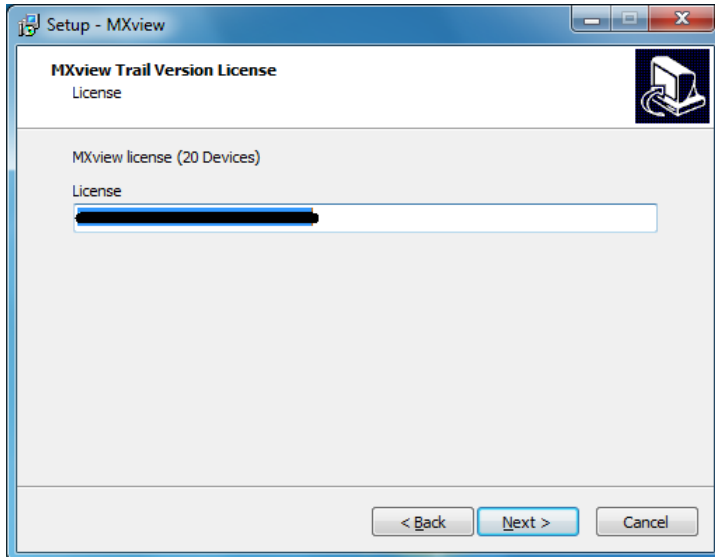 Setup - MXview
MXview Trail Version License
License
MXview license (20 Devices)
License
< Back
Next >
Cancel